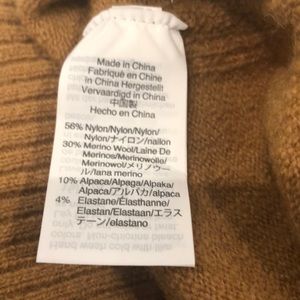 Made in China
Fabriqué en Chine
in China Hergestellt
Vervaardigd in China
中国製
Hecho en China
56% Nylon/Nylon/Nylon/
Nylon/ナイロン/nailon
30% Merino Wool/Laine De
Merinos/Merinowolle/
Merinowol/メリノウー
ル/lana merino
10% Alpaca/Alpaga/Alpaka/
Alpaca/アルパカ/alpaca
4% Elastane/Élasthanne/
Elastan/Elastaan/エラス
テーン/elastano